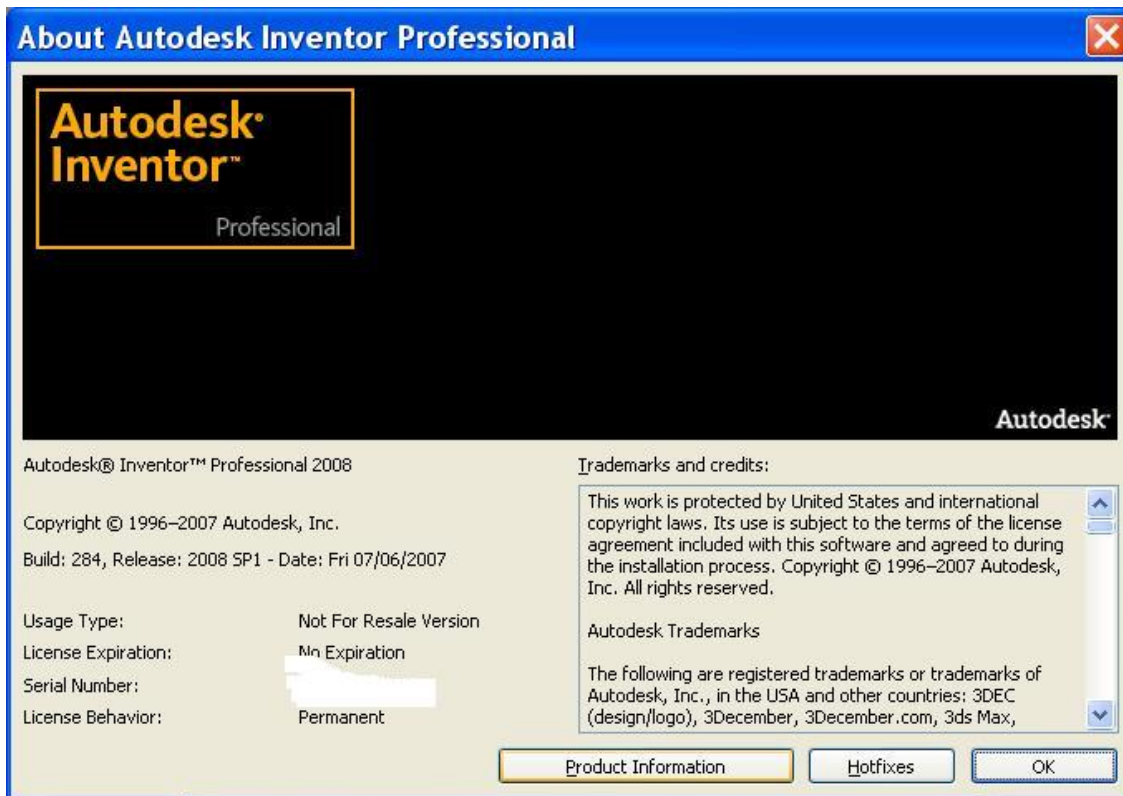 About Autodesk Inventor Professional
Autodesk®
Inventor™
Professional
Autodesk®
Autodesk® Inventor™ Professional 2008
Copyright © 1996–2007 Autodesk, Inc.
Build: 284, Release: 2008 SP1 - Date: Fri 07/06/2007
Usage Type: Not For Resale Version
License Expiration: No Expiration
Serial Number:
License Behavior: Permanent
Trademarks and credits:
This work is protected by United States and international
copyright laws. Its use is subject to the terms of the license
agreement included with this software and agreed to during
the installation process. Copyright © 1996–2007 Autodesk,
Inc. All rights reserved.
Autodesk Trademarks
The following are registered trademarks or trademarks of
Autodesk, Inc., in the USA and other countries: 3DEC
(design/logo), 3December, 3December.com, 3ds Max,
Product Information
Hotfixes
OK